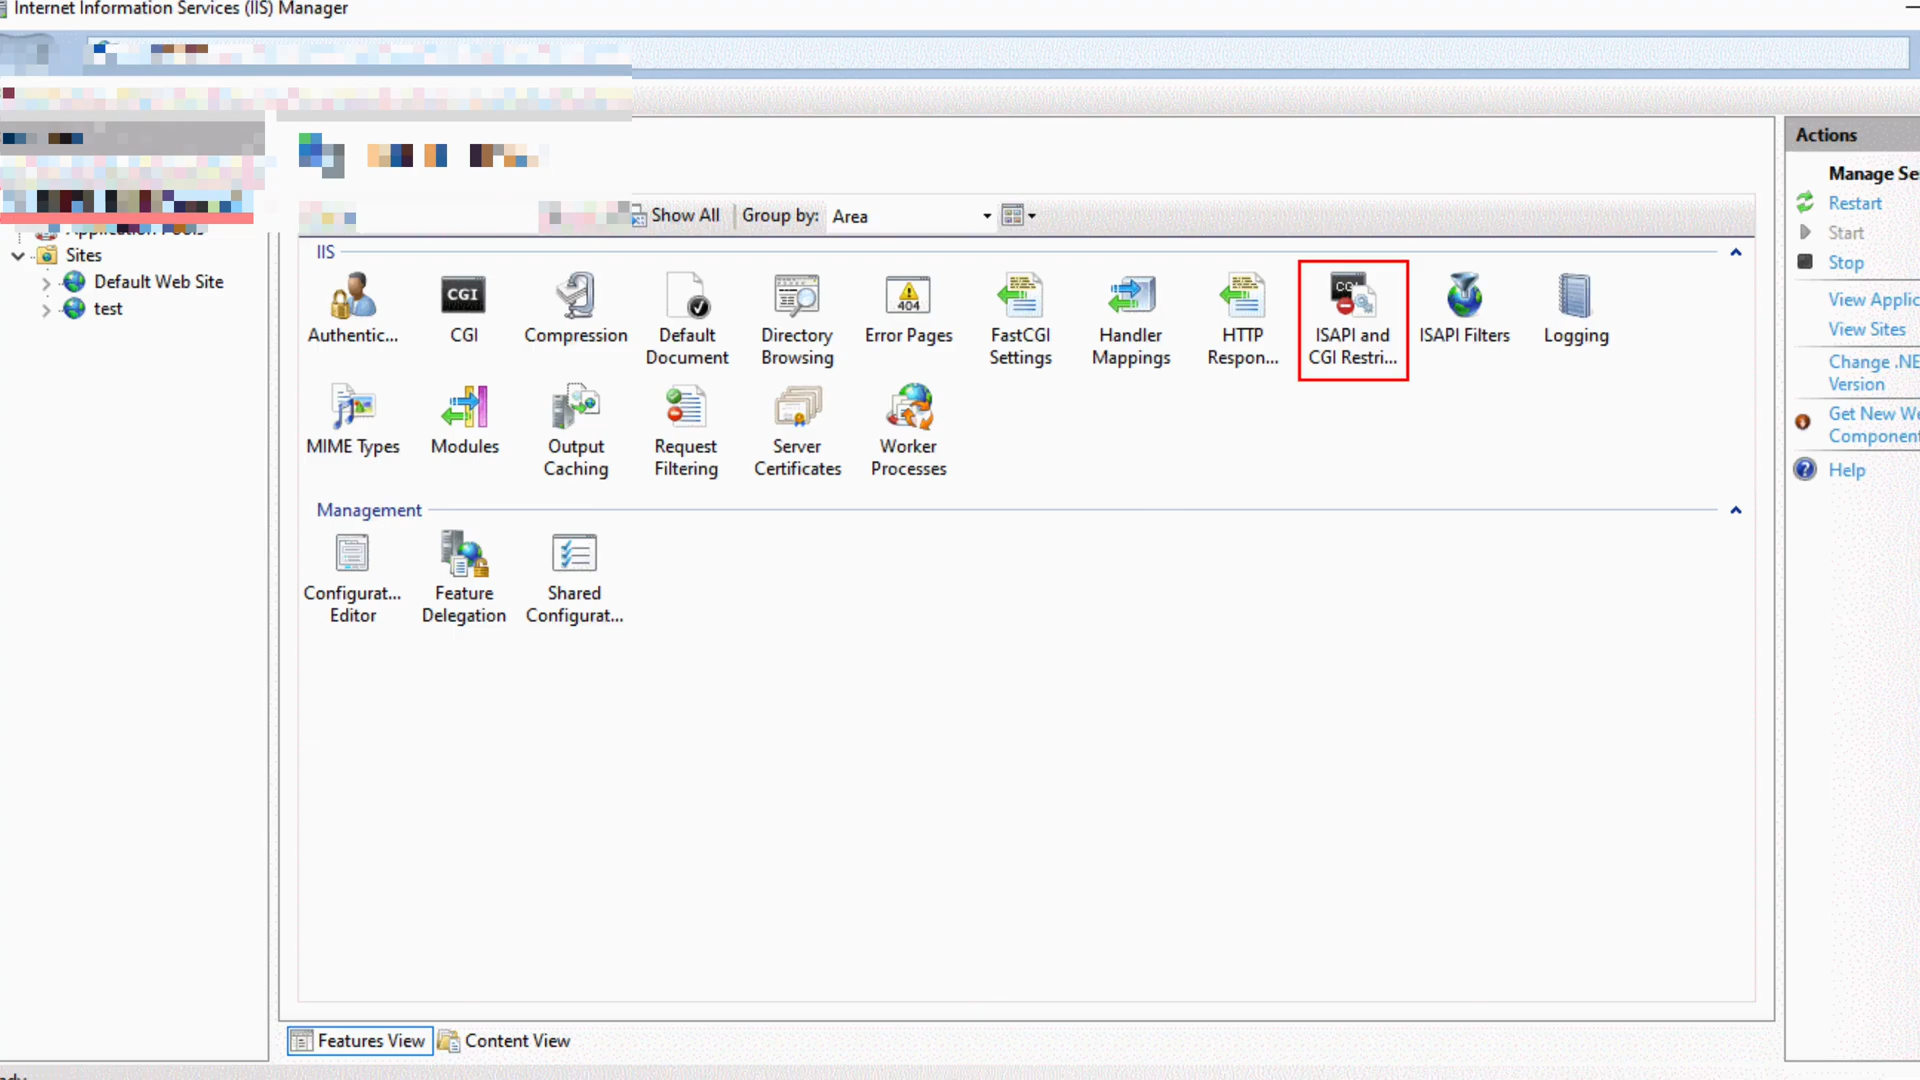 Internet Information Services (IIS) Manager
Application Pools
Sites
Default Web Site
test
Show All
Group by:
Area
IIS
Authentic...
CGI
Compression
Default
Document
Directory
Browsing
Error Pages
FastCGI
Settings
Handler
Mappings
HTTP
Respon...
ISAPI and
CGI Restri...
ISAPI Filters
Logging
MIME Types
Modules
Output
Caching
Request
Filtering
Server
Certificates
Worker
Processes
Management
Configurat...
Editor
Feature
Delegation
Shared
Configurat...
Features View
Content View
Actions
Manage Se
Restart
Start
Stop
View Applic
View Sites
Change .NE
Version
Get New We
Component
Help
CGI
404